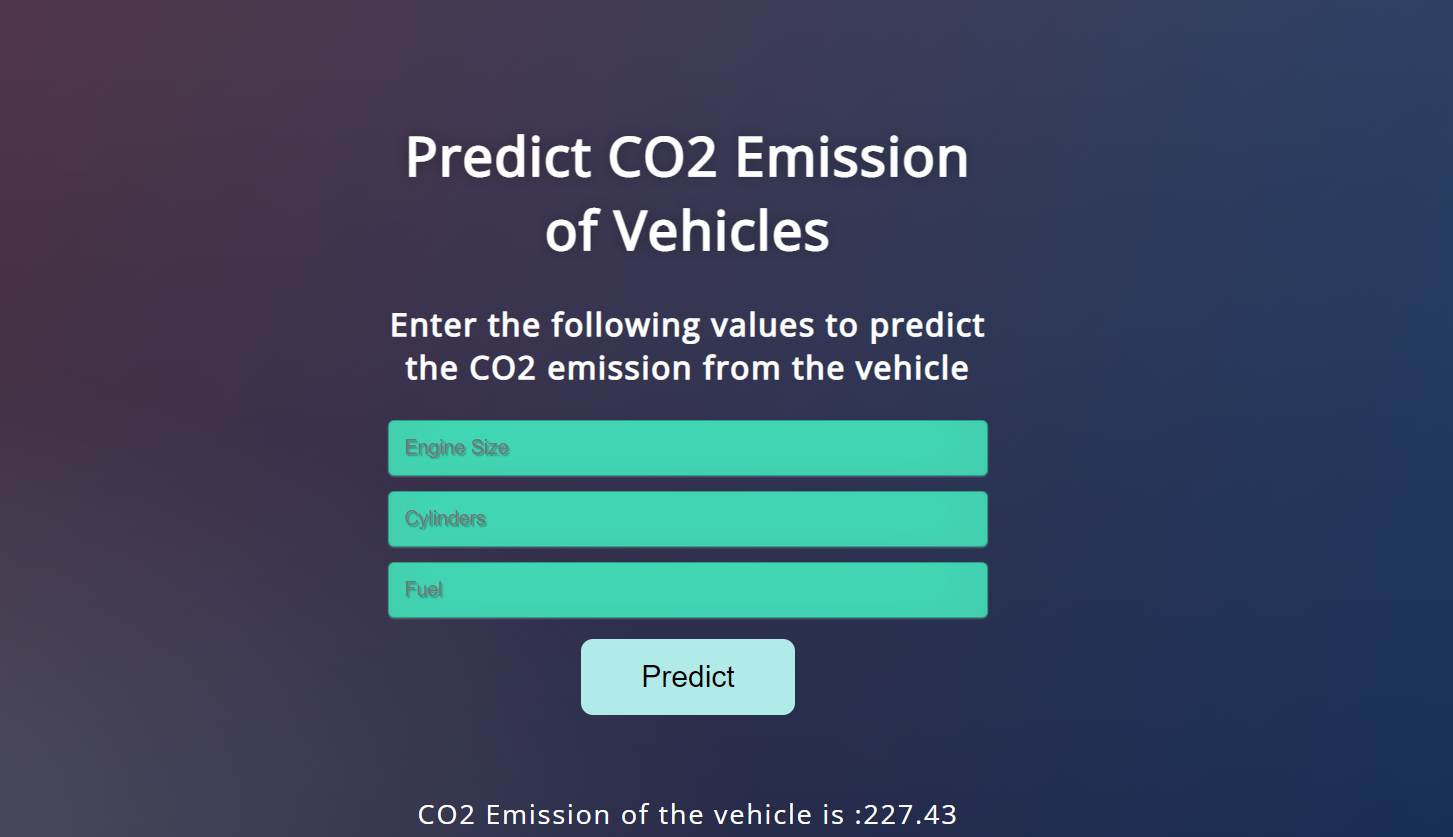 Predict CO2 Emission
of Vehicles
Enter the following values to predict
the CO2 emission from the vehicle
Engine Size
Cylinders
Fuel
Predict
CO2 Emission of the vehicle is :227.43